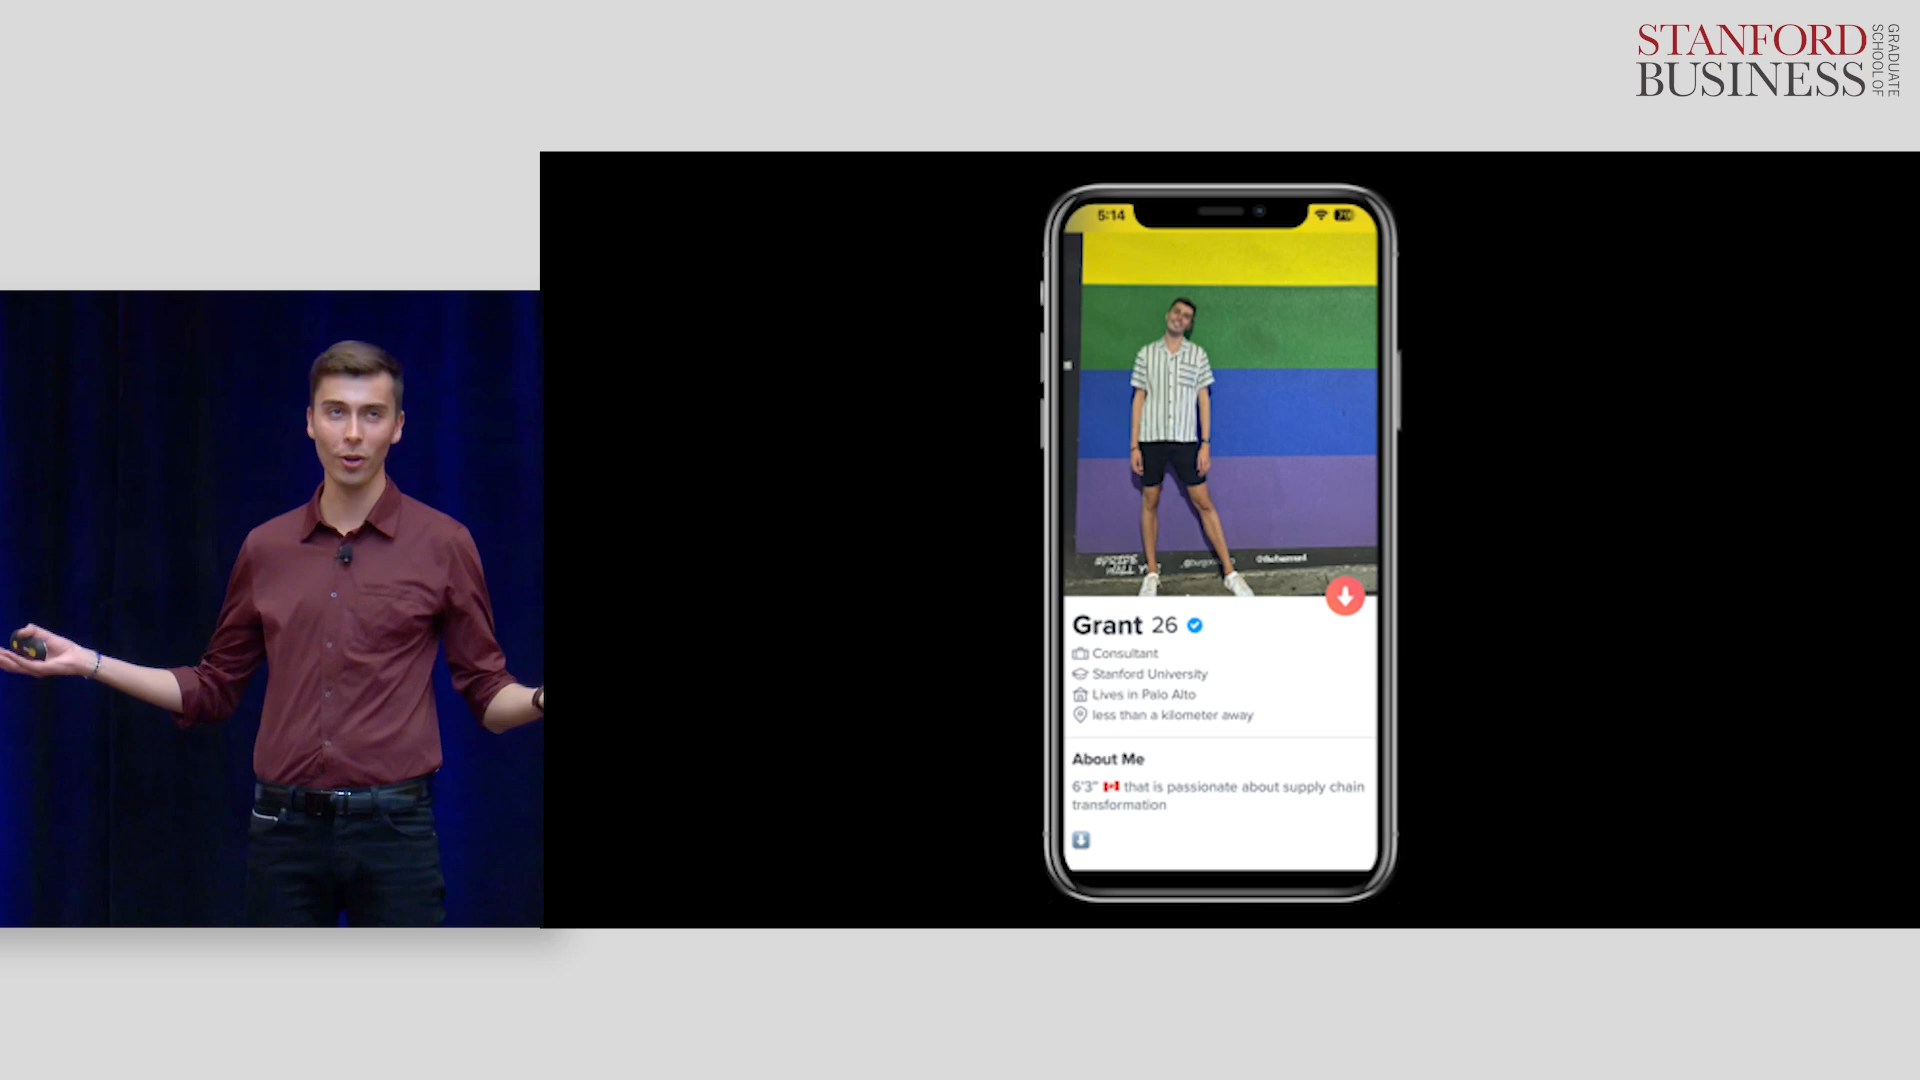 STANFORD
BUSINESS
GRADUATE
SCHOOL OF
5:14
Grant 26
Consultant
Stanford University
Lives in Palo Alto
less than a kilometer away
About Me
6'3" 🇨🇦 that is passionate about supply chain
transformation